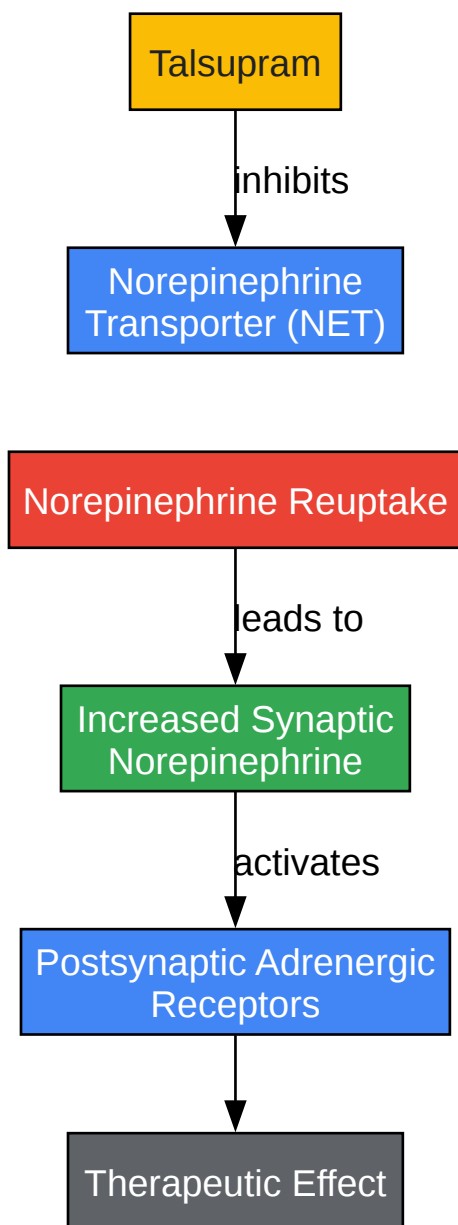 Talsupram
inhibits
Norepinephrine
Transporter (NET)
Norepinephrine Reuptake
leads to
Increased Synaptic
Norepinephrine
activates
Postsynaptic Adrenergic
Receptors
Therapeutic Effect